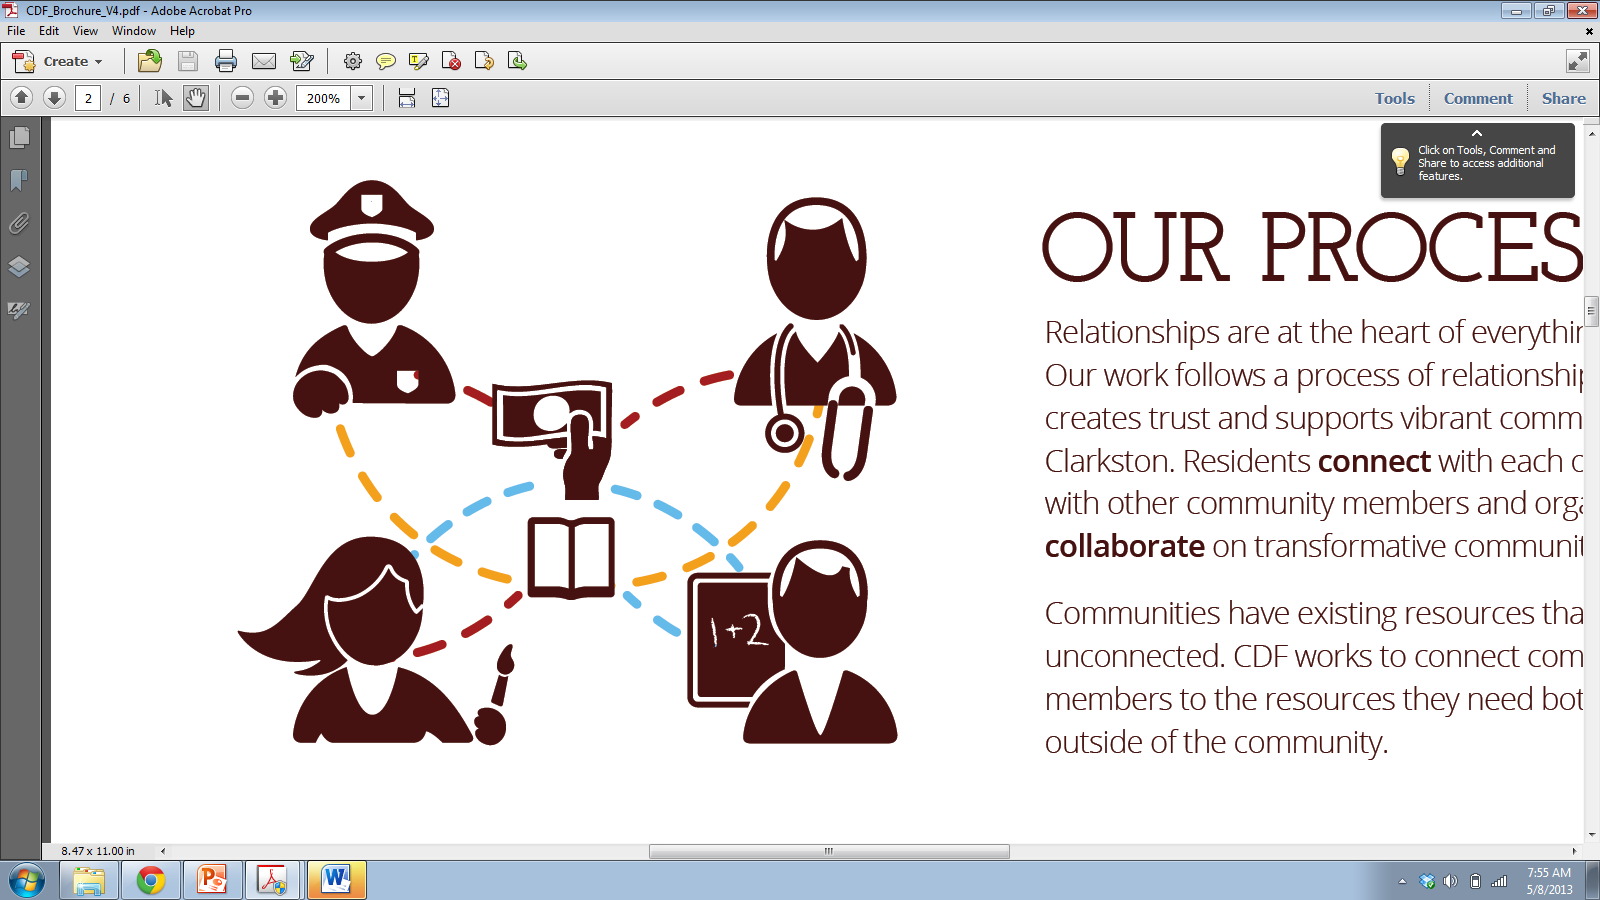 CDF_Brochure_V4.pdf - Adobe Acrobat Pro
File Edit View Window Help
Create
2 / 6 200% Tools Comment Share
Click on Tools, Comment and
Share to access additional
features.
OUR PROCES
Relationships are at the heart of everythin
Our work follows a process of relationship
creates trust and supports vibrant comm
Clarkston. Residents connect with each o
with other community members and orga
collaborate on transformative communit
Communities have existing resources tha
unconnected. CDF works to connect com
members to the resources they need bot
outside of the community.
1+2
8.47 x 11.00 in
7:55 AM
5/8/2013